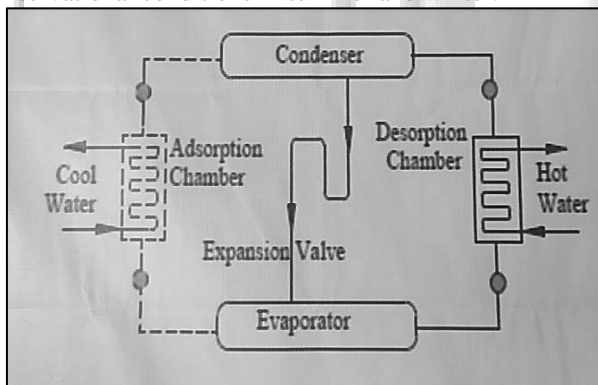 Condenser
Adsorption
Chamber
Desorption
Chamber
Cool
Water
Hot
Water
Expansion Valve
Evaporator